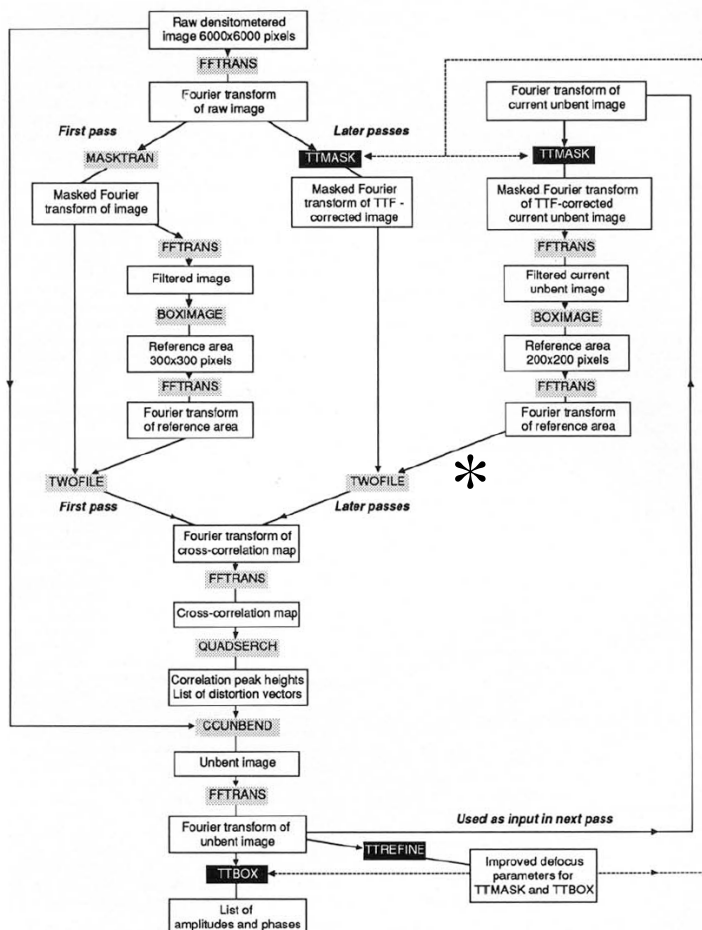 Raw densitometered
image 6000x6000 pixels
FFTRANS
Fourier transform
of raw image
First pass
Later passes
MASKTRAN
TTMASK
Masked Fourier
transform of image
Masked Fourier
transform of TTF -
corrected image
FFTRANS
Filtered image
BOXIMAGE
Reference area
300x300 pixels
FFTRANS
Fourier transform
of reference area
Fourier transform of
current unbent image
TTMASK
Masked Fourier transform
of TTF-corrected
current unbent image
FFTRANS
Filtered current
unbent image
BOXIMAGE
Reference area
200x200 pixels
FFTRANS
Fourier transform
of reference area
TWOFILE
TWOFILE
*
First pass
Later passes
Fourier transform of
cross-correlation map
FFTRANS
Cross-correlation map
QUADSERCH
Correlation peak heights
List of distortion vectors
CCUNBEND
Unbent image
FFTRANS
Fourier transform of
unbent image
Used as input in next pass
TTREFINE
Improved defocus
parameters for
TTMASK and TTBOX
TTBOX
List of
amplitudes and phases